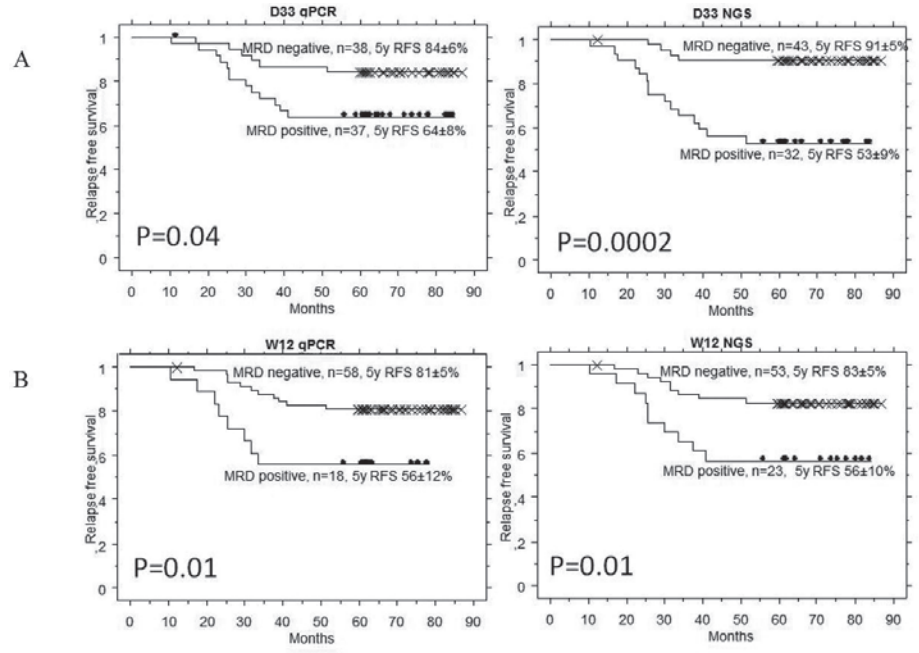 A
D33 qPCR
Relapse free survival
1
,8
,6
,4
,2
0
MRD negative, n=38, 5y RFS 84±6%
MRD positive, n=37, 5y RFS 64±8%
P=0.04
0 10 20 30 40 50 60 70 80 90
Months
D33 NGS
Relapse free survival
1
,8
,6
,4
,2
0
MRD negative, n=43, 5y RFS 91±5%
MRD positive, n=32, 5y RFS 53±9%
P=0.0002
0 10 20 30 40 50 60 70 80 90
Months
B
W12 qPCR
Relapse free survival
1
,8
,6
,4
,2
0
MRD negative, n=58, 5y RFS 81±5%
MRD positive, n=18, 5y RFS 56±12%
P=0.01
0 10 20 30 40 50 60 70 80 90
Months
W12 NGS
Relapse free survival
1
,8
,6
,4
,2
0
MRD negative, n=53, 5y RFS 83±5%
MRD positive, n=23, 5y RFS 56±10%
P=0.01
0 10 20 30 40 50 60 70 80 90
Months